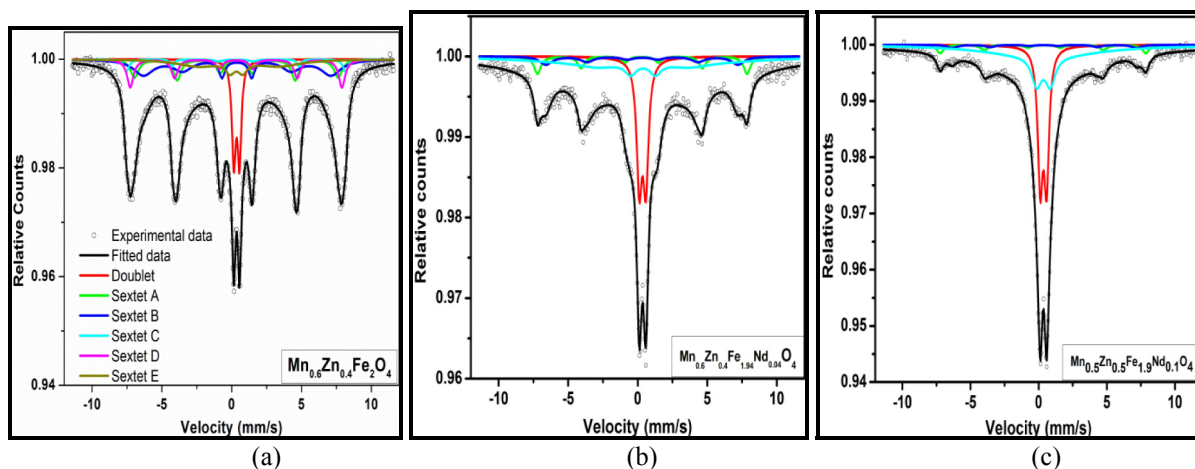 1.00
0.98
0.96
0.94
Relative Counts
Experimental data
Fitted data
Doublet
Sextet A
Sextet B
Sextet C
Sextet D
Sextet E
Mn0.6Zn0.4Fe2O4
-10 -5 0 5 10
Velocity (mm/s)
(a)
1.00
0.99
0.98
0.97
0.96
Relative counts
Mn0.6Zn0.4Fe1.94Nd0.04O4
-10 -5 0 5 10
Velocity (mm/s)
(b)
1.00
0.99
0.98
0.97
0.96
0.95
0.94
Relative counts
Mn0.5Zn0.5Fe1.9Nd0.1O4
-10 -5 0 5 10
Velocity (mm/s)
(c)